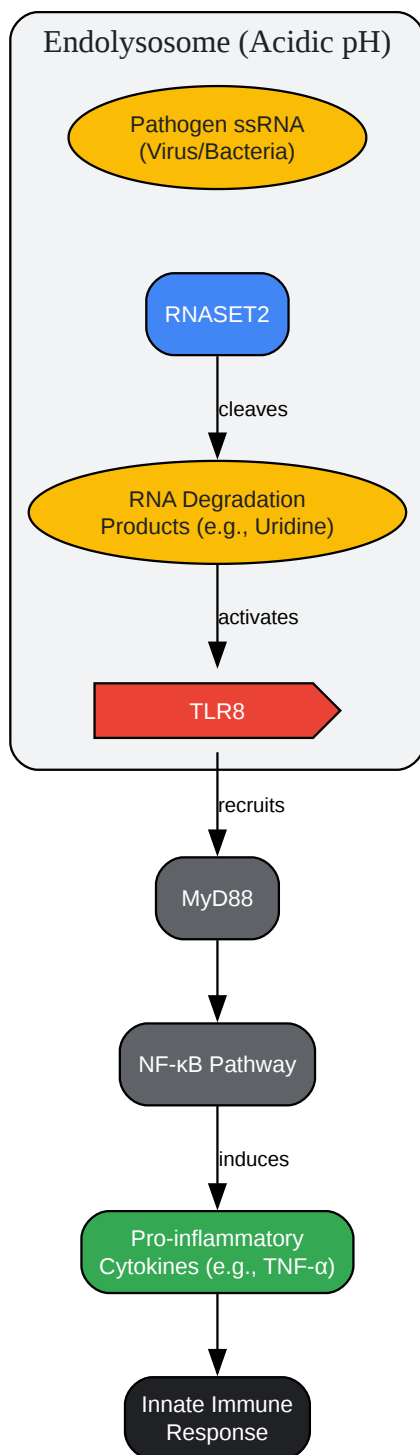 Endolysosome (Acidic pH)
Pathogen ssRNA
(Virus/Bacteria)
RNASET2
cleaves
RNA Degradation
Products (e.g., Uridine)
activates
TLR8
recruits
MyD88
NF-κB Pathway
induces
Pro-inflammatory
Cytokines (e.g., TNF-α)
Innate Immune
Response